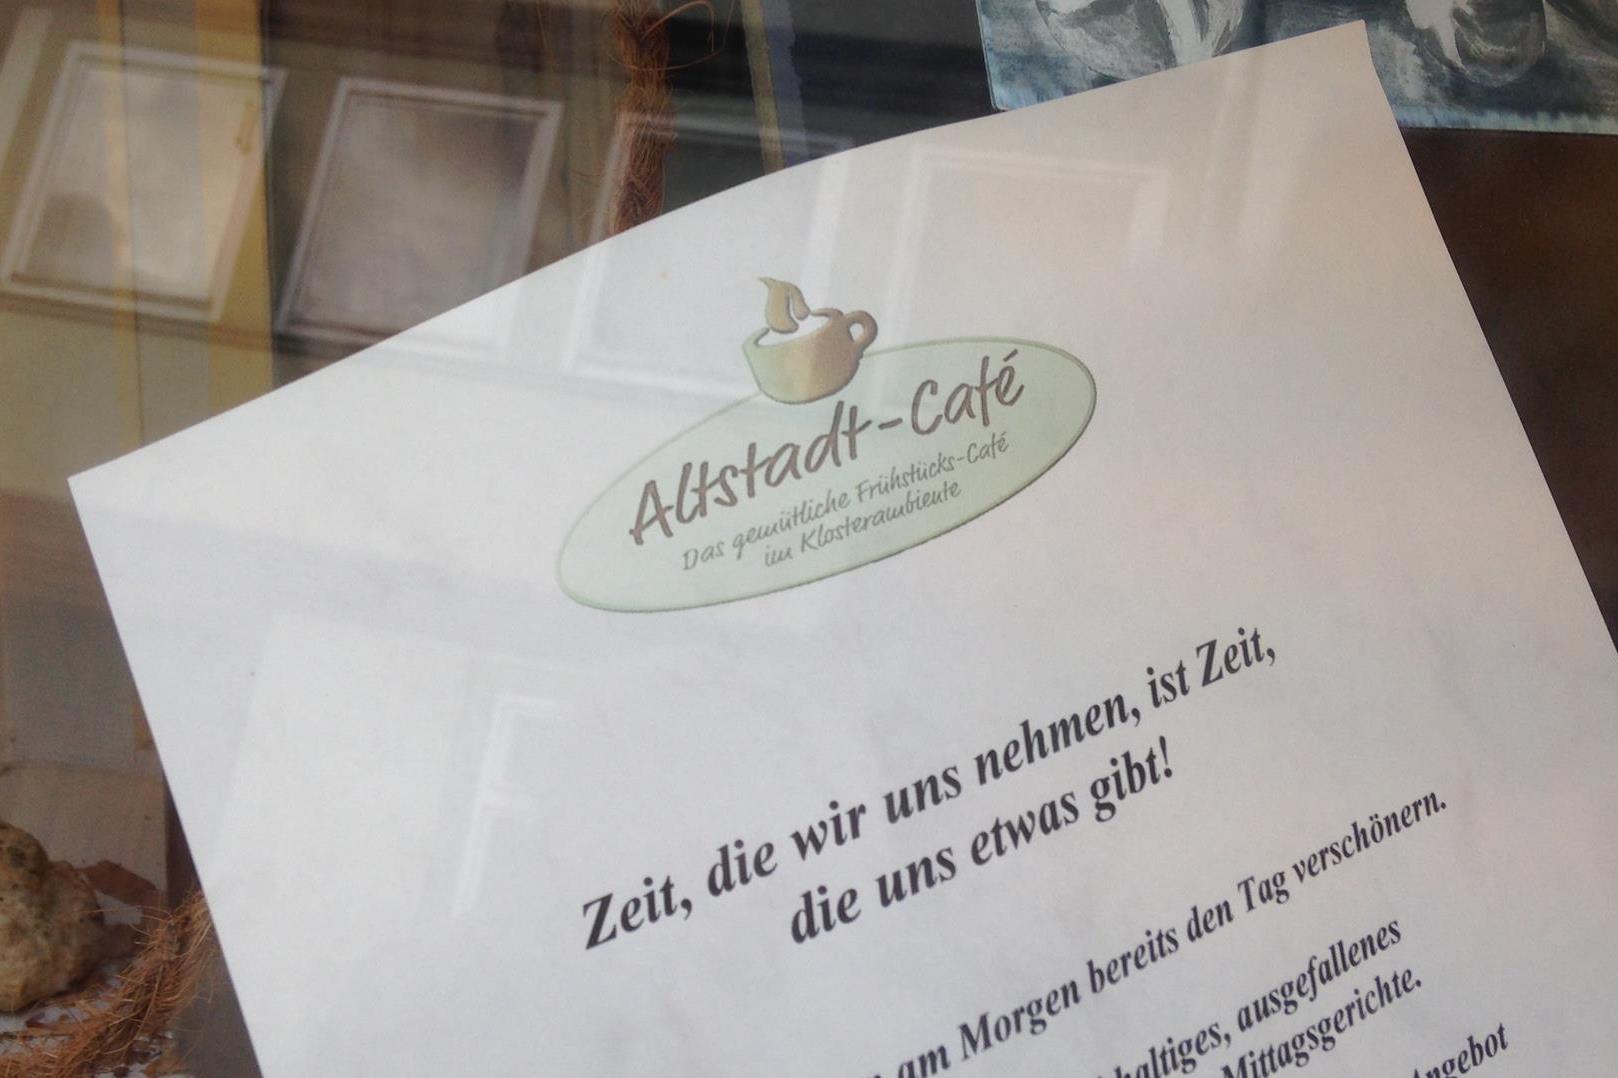 Altstadt-Café
Das gemütliche Frühstücks-Café
im Klosterambiente
Zeit, die wir uns nehmen, ist Zeit,
die uns etwas gibt!
am Morgen bereits den Tag verschönern.
ausgefallenes
Mittagsgerichte.